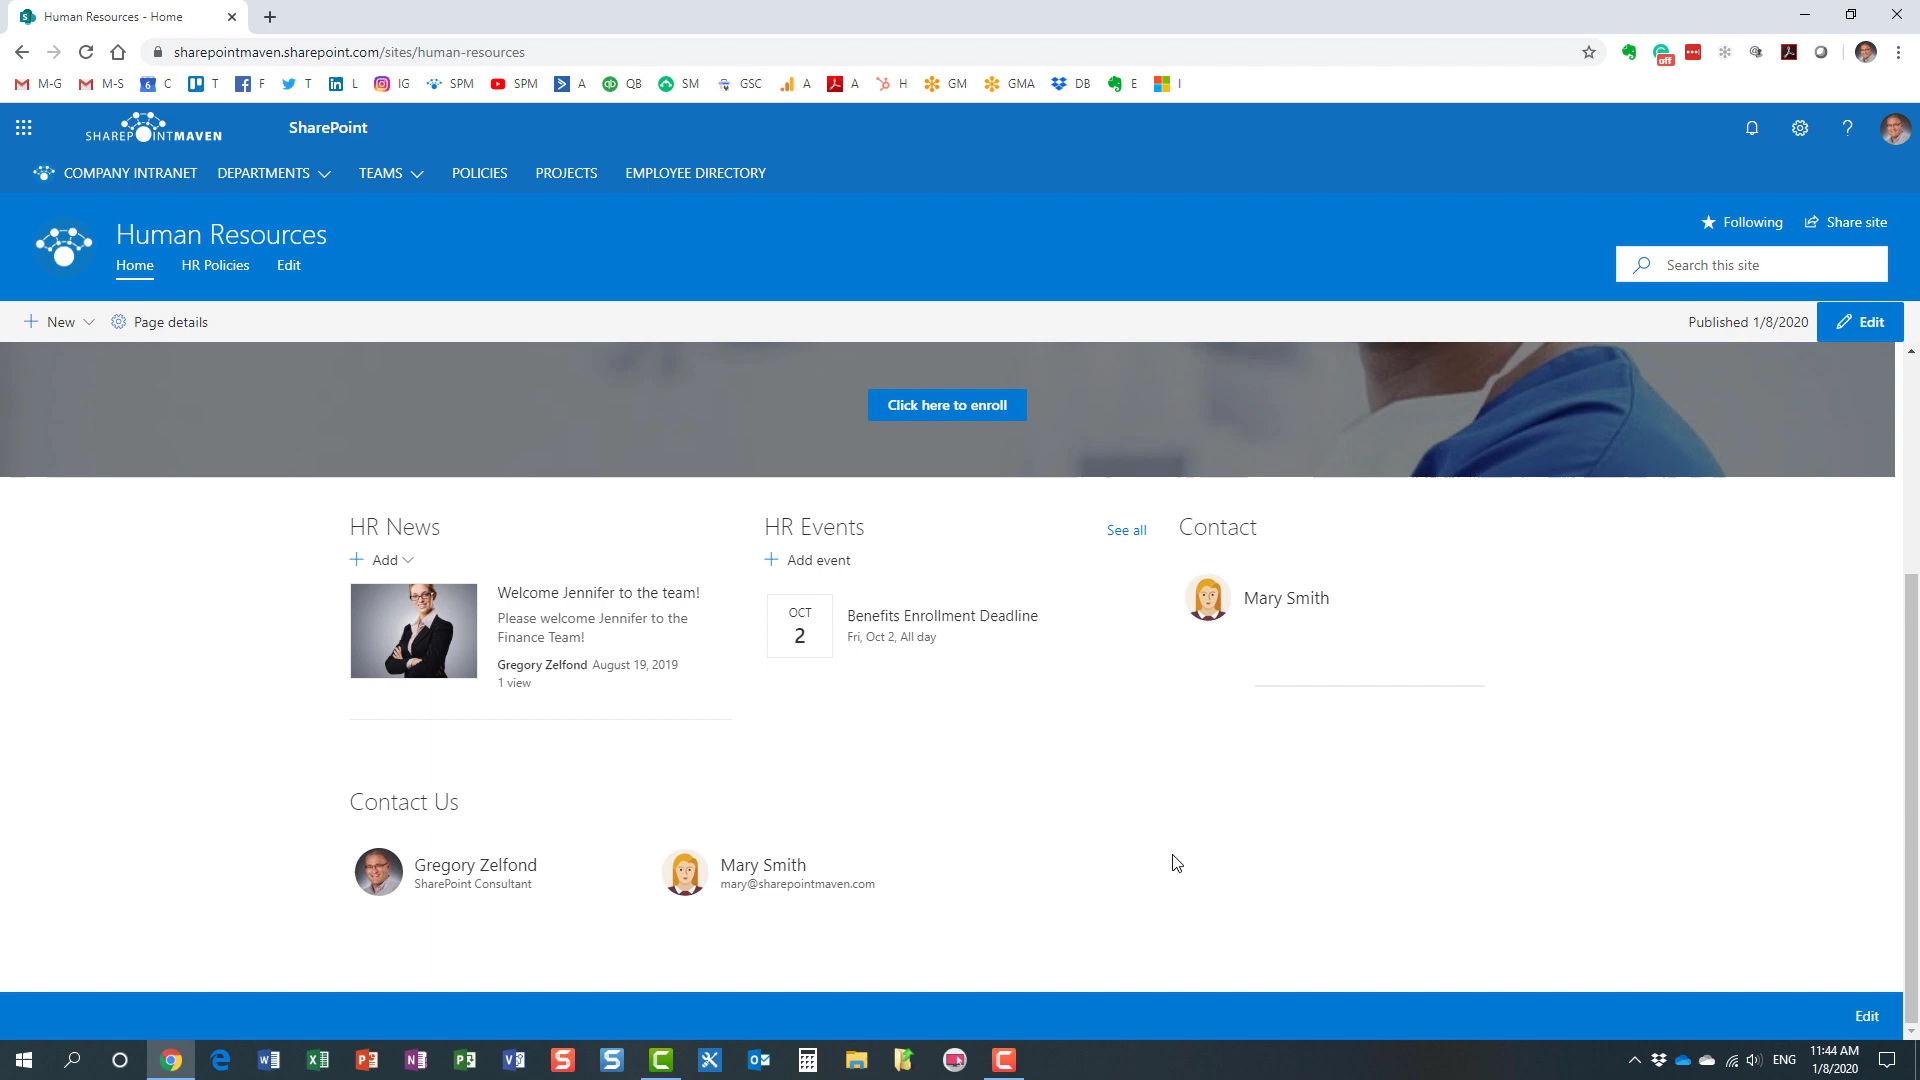 Human Resources - Home
sharepointmaven.sharepoint.com/sites/human-resources
off
M-G M-S 6 C T F T L IG SPM SPM A QB SM GSC A A H GM GMA DB E I
SHAREPOINTMAVEN SharePoint
COMPANY INTRANET DEPARTMENTS TEAMS POLICIES PROJECTS EMPLOYEE DIRECTORY
Human Resources
Following Share site
Home HR Policies Edit
Search this site
New Page details Published 1/8/2020 Edit
Click here to enroll
HR News
Add
Welcome Jennifer to the team!
Please welcome Jennifer to the
Finance Team!
Gregory Zelfond August 19, 2019
1 view
HR Events See all
Add event
OCT
2
Benefits Enrollment Deadline
Fri, Oct 2, All day
Contact
Mary Smith
Contact Us
Gregory Zelfond
SharePoint Consultant
Mary Smith
mary@sharepointmaven.com
Edit
ENG
11:44 AM
1/8/2020